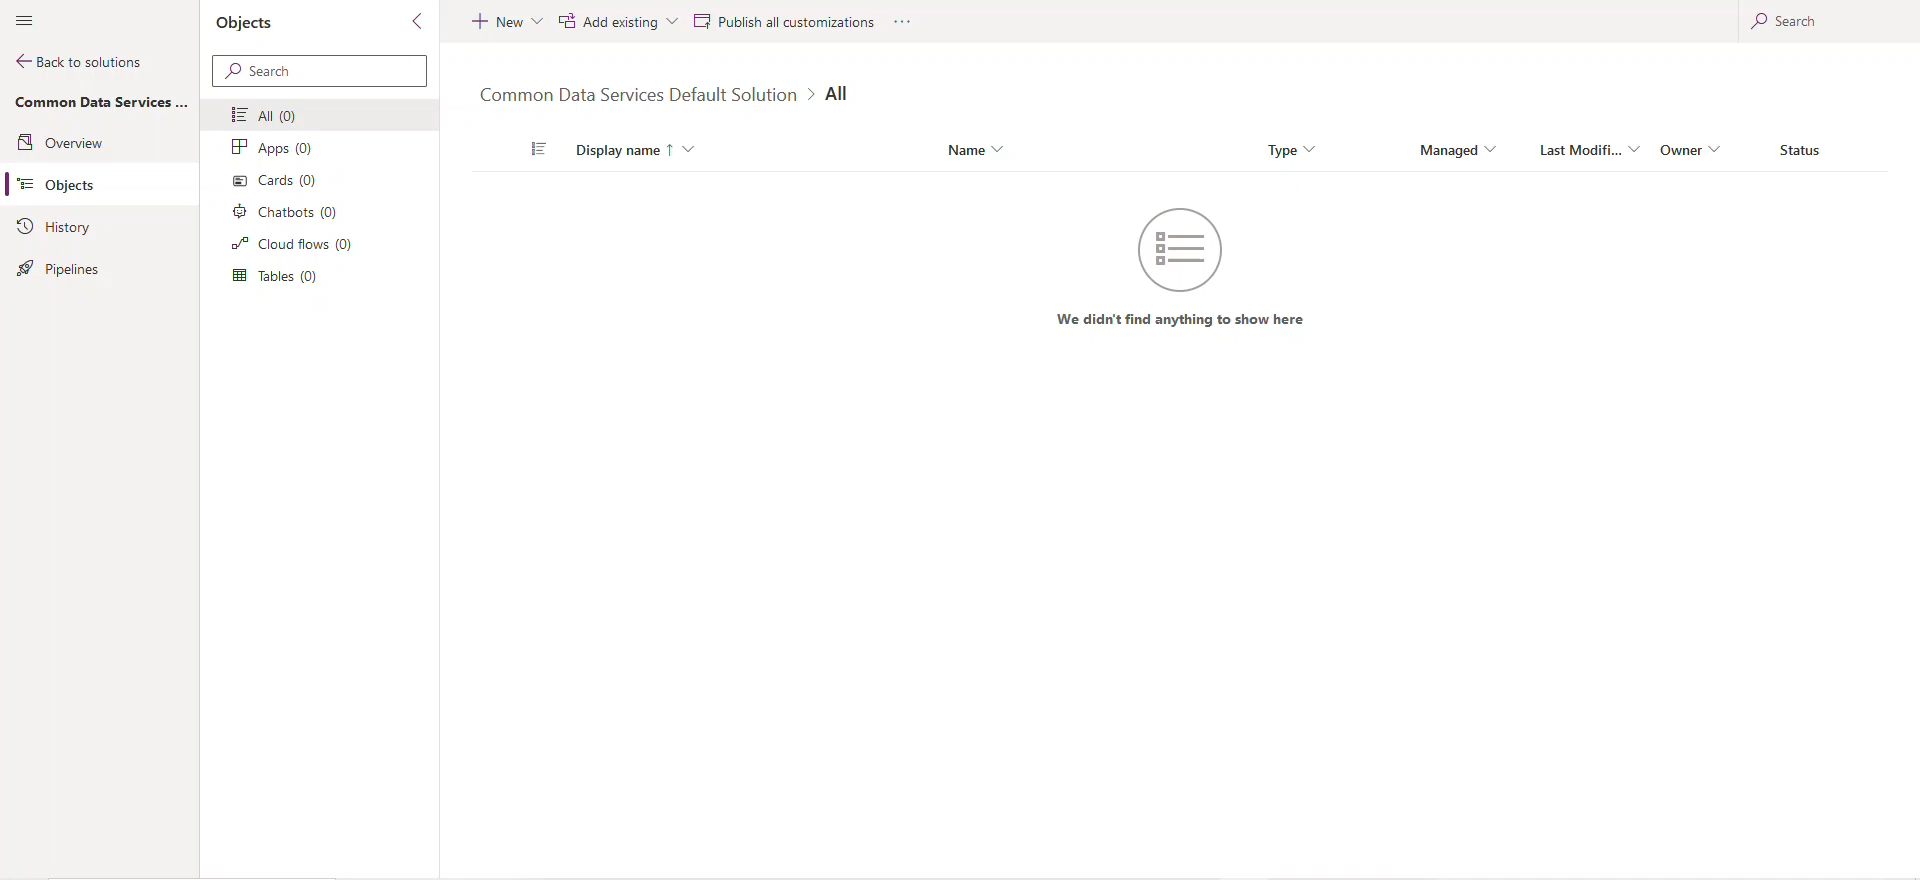 Back to solutions
Common Data Services ...
Overview
Objects
History
Pipelines
Objects
Search
All (0)
Apps (0)
Cards (0)
Chatbots (0)
Cloud flows (0)
Tables (0)
New
Add existing
Publish all customizations
...
Search
Common Data Services Default Solution > All
Display name ↑ Name Type Managed Last Modifi... Owner Status
We didn't find anything to show here